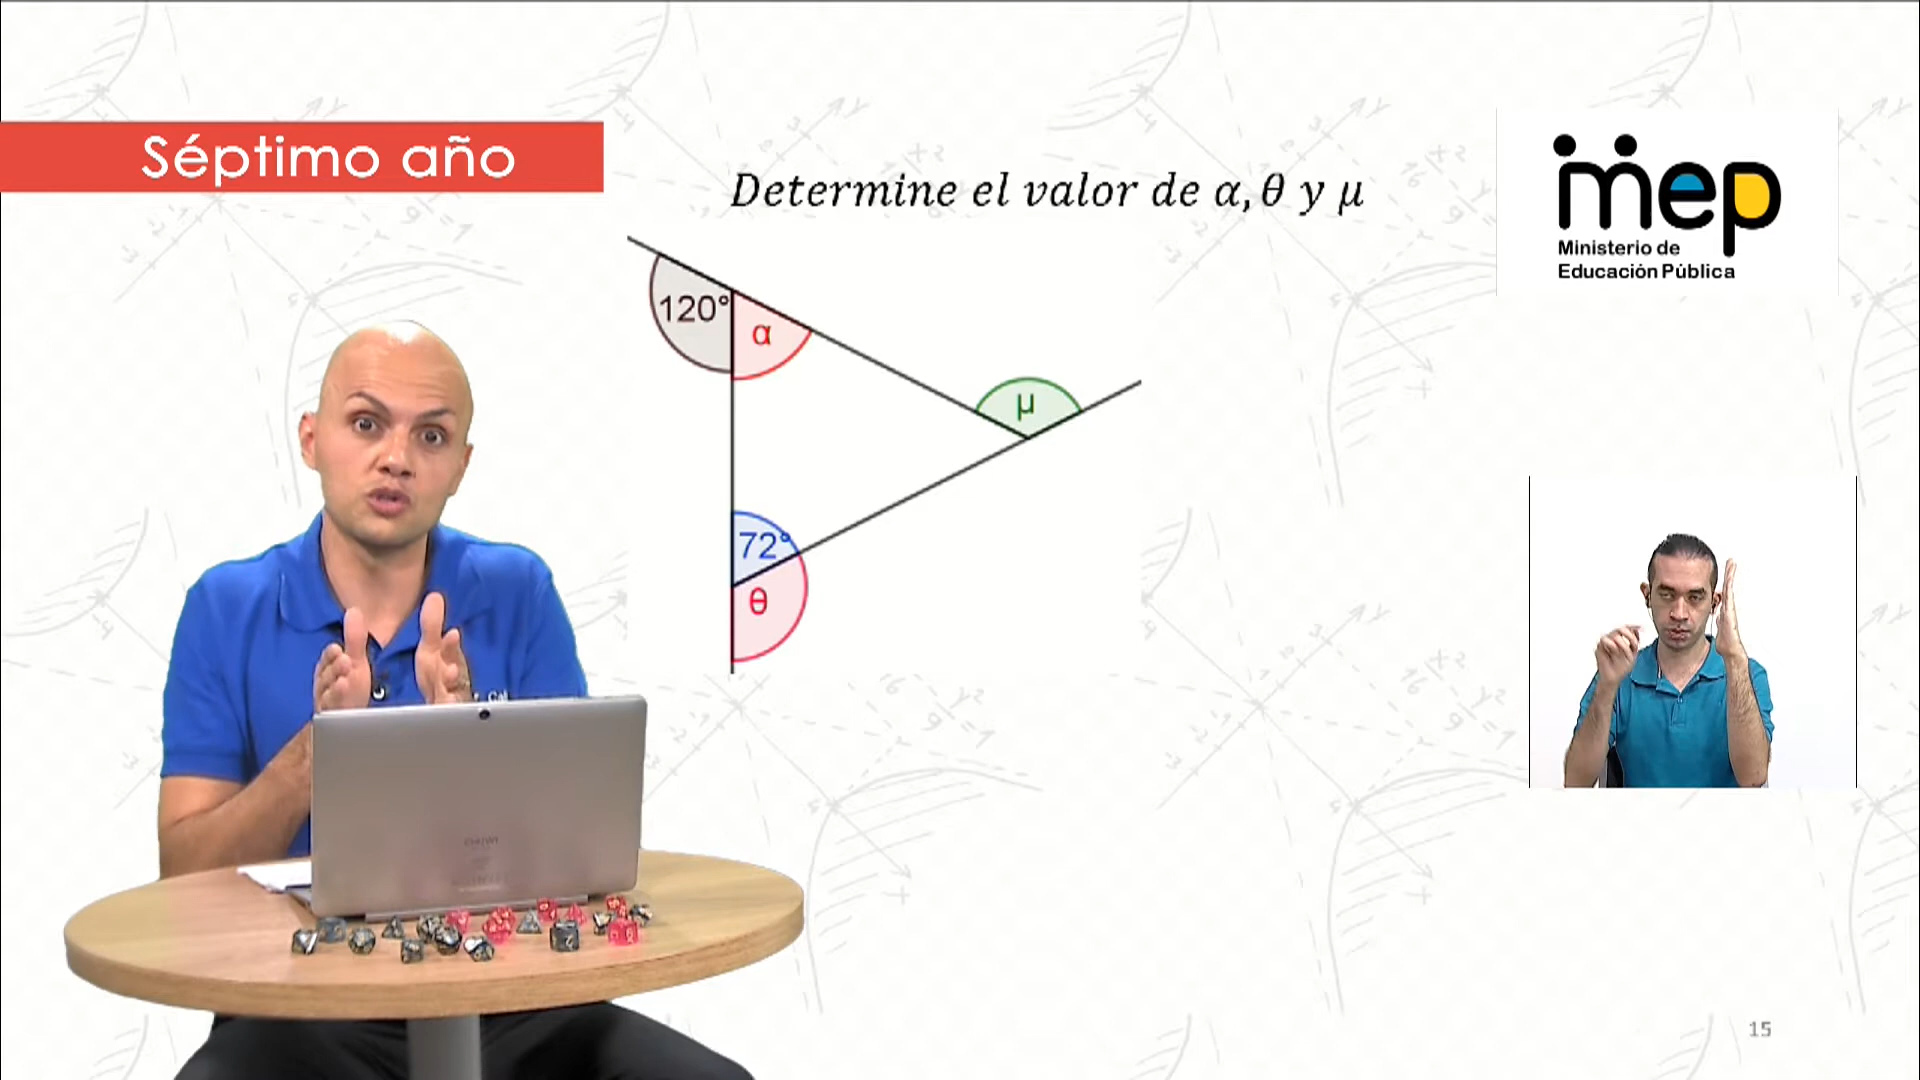 Séptimo año
Determine el valor de α, θ y μ
mep
Ministerio de
Educación Pública
120°
α
μ
72°
θ
15